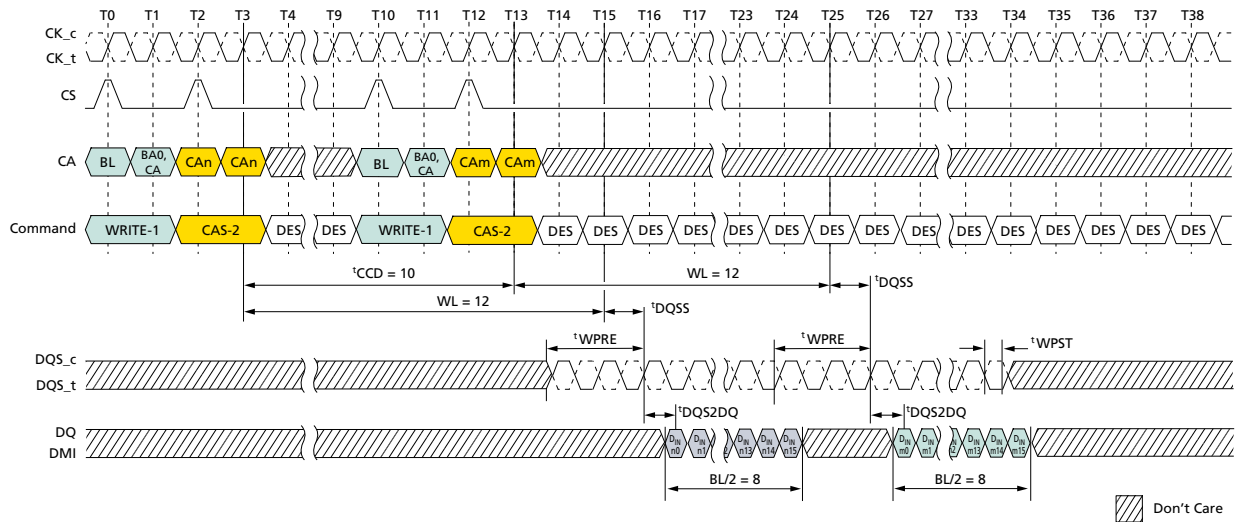 T0 T1 T2 T3 T4 T9 T10 T11 T12 T13 T14 T15 T16 T17 T23 T24 T25 T26 T27 T33 T34 T35 T36 T37 T38
CK_c
CK_t
CS
CA BL BA0, CA CAn CAn BL BA0, CA CAm CAm
Command WRITE-1 CAS-2 DES DES WRITE-1 CAS-2 DES DES DES DES DES DES DES DES DES DES DES DES DES DES DES
tCCD = 10 WL = 12 tDQSS
WL = 12 tDQSS
tWPRE tWPRE tWPST
DQS_c
DQS_t
tDQS2DQ tDQS2DQ
DQ DIN DIN DIN DIN DIN DIN DIN DIN DIN DIN
DMI n0 n1 n13 n14 n15 m0 m1 m13 m14 m15
BL/2 = 8 BL/2 = 8
Don't Care